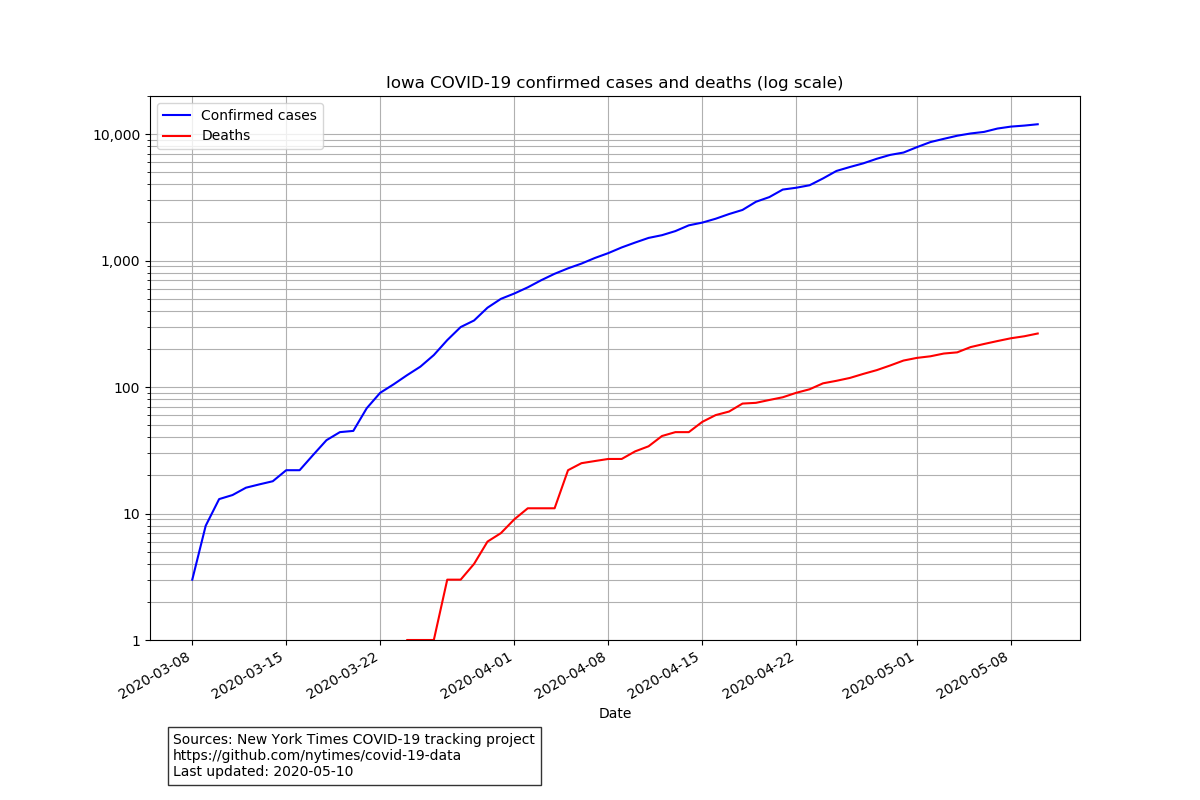 Iowa COVID-19 confirmed cases and deaths (log scale)
Confirmed cases
Deaths
10,000
1,000
100
10
1
2020-03-08
2020-03-15
2020-03-22
2020-04-01
2020-04-08
2020-04-15
2020-04-22
2020-05-01
2020-05-08
Date
Sources: New York Times COVID-19 tracking project
https://github.com/nytimes/covid-19-data
Last updated: 2020-05-10